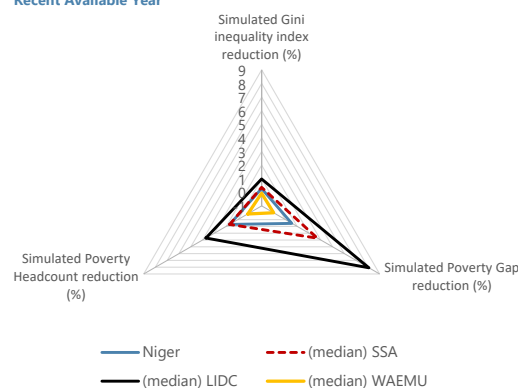 Recent Available Year
Simulated Gini
inequality index
reduction (%)
9
8
7
6
5
4
3
2
1
0
Simulated Poverty
Headcount reduction
(%)
Simulated Poverty Gap
reduction (%)
Niger
(median) SSA
(median) LIDC
(median) WAEMU